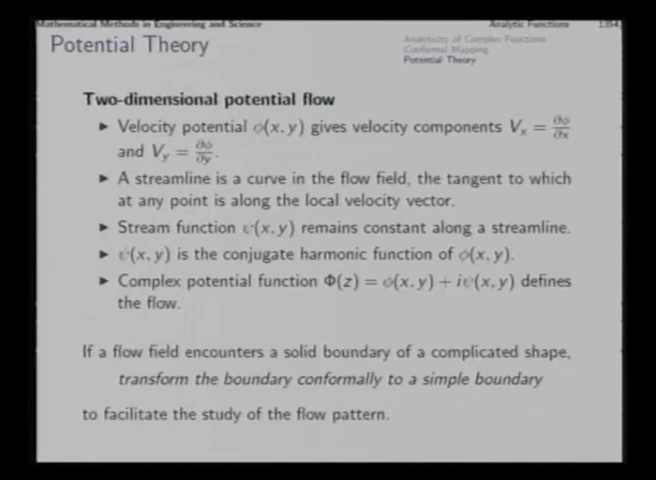 Mathematical Methods in Engineering and Science
Analytic Functions
1354,
Potential Theory
Analyticity of Complex Functions
Conformal Mapping
Potential Theory
Two-dimensional potential flow
► Velocity potential ϕ(x, y) gives velocity components Vx = ∂ϕ/∂x
and Vy = ∂ϕ/∂y.
► A streamline is a curve in the flow field, the tangent to which
at any point is along the local velocity vector.
► Stream function ψ(x, y) remains constant along a streamline.
► ψ(x, y) is the conjugate harmonic function of ϕ(x, y).
► Complex potential function Φ(z) = ϕ(x, y) + iψ(x, y) defines
the flow.
If a flow field encounters a solid boundary of a complicated shape,
transform the boundary conformally to a simple boundary
to facilitate the study of the flow pattern.